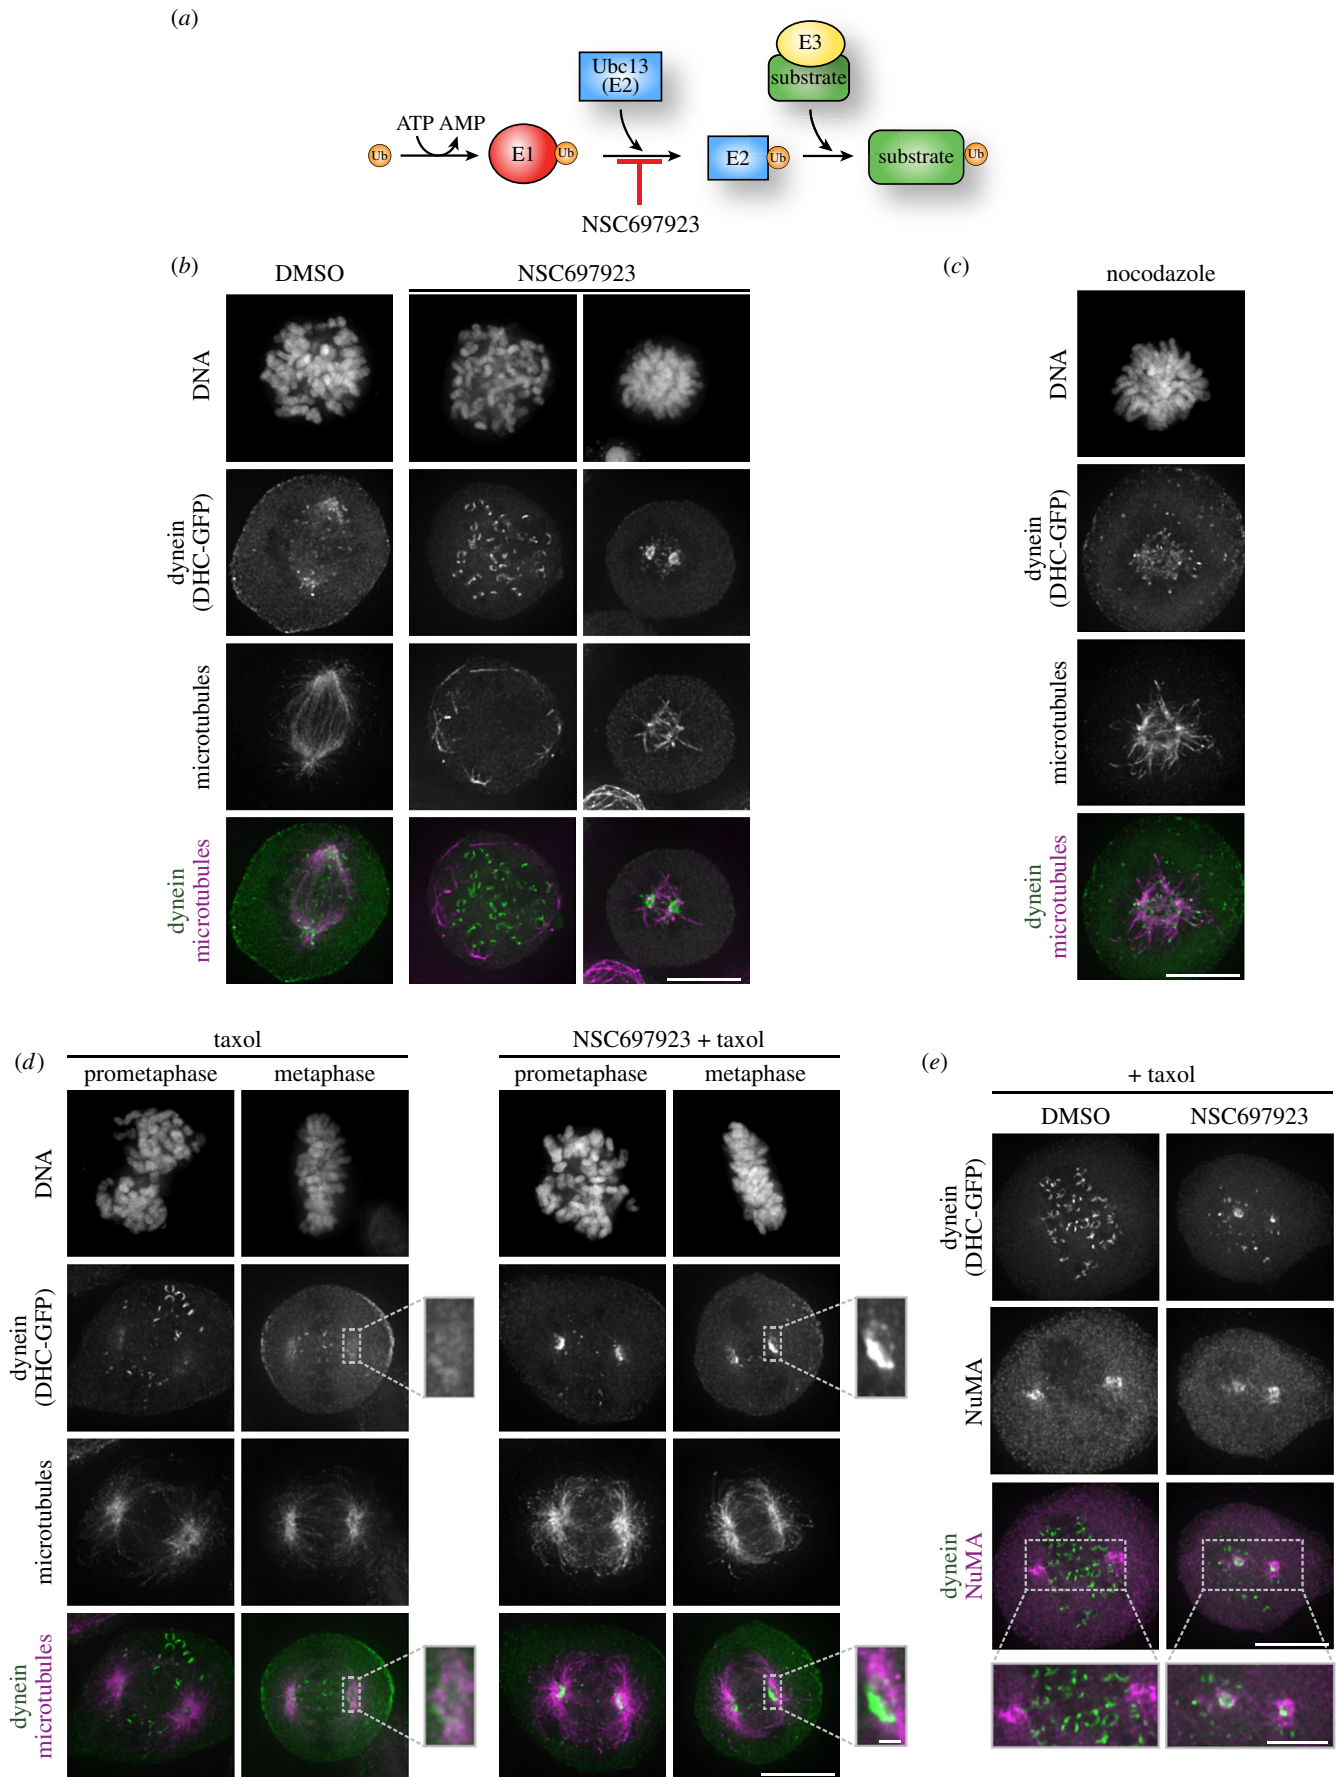 (a)
Ubc13
(E2)
E3
substrate
ATP AMP
Ub
E1
Ub
E2
Ub
substrate
Ub
NSC697923
(b)
DMSO
NSC697923
DNA
dynein
(DHC-GFP)
microtubules
dynein
microtubules
(c)
nocodazole
DNA
dynein
(DHC-GFP)
microtubules
dynein
microtubules
(d)
taxol
NSC697923 + taxol
prometaphase
metaphase
prometaphase
metaphase
DNA
dynein
(DHC-GFP)
microtubules
dynein
microtubules
(e)
+ taxol
DMSO
NSC697923
dynein
(DHC-GFP)
NuMA
dynein
NuMA